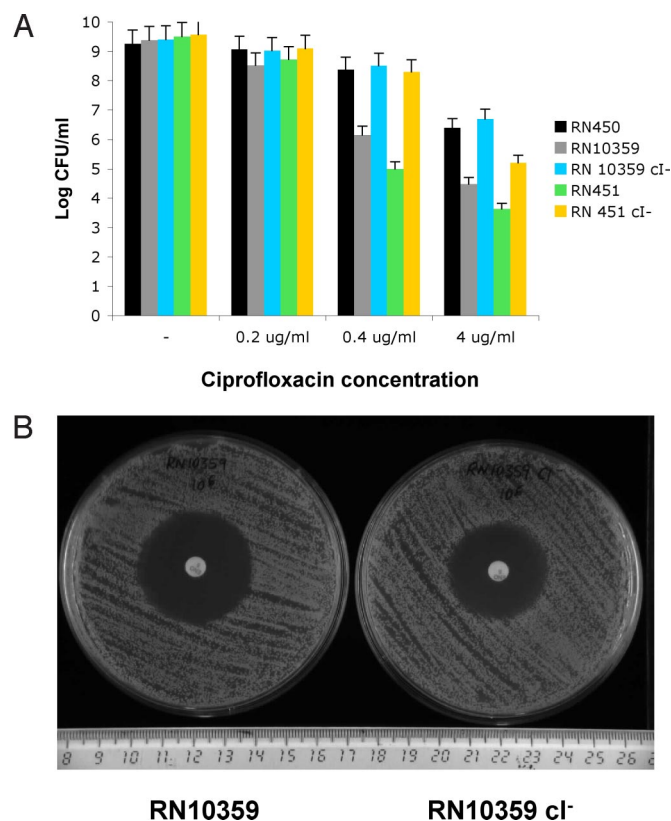 A
Log CFU/ml
10
9
8
7
6
5
4
3
2
1
0
-
0.2 ug/ml
0.4 ug/ml
4 ug/ml
Ciprofloxacin concentration
RN450
RN10359
RN 10359 cI-
RN451
RN 451 cI-
B
RN10359
RN10359 cI-
8 9 10 11 12 13 14 15 16 17 18 19 20 21 22 23 24 25 26
RN10359
RN10359 cI-